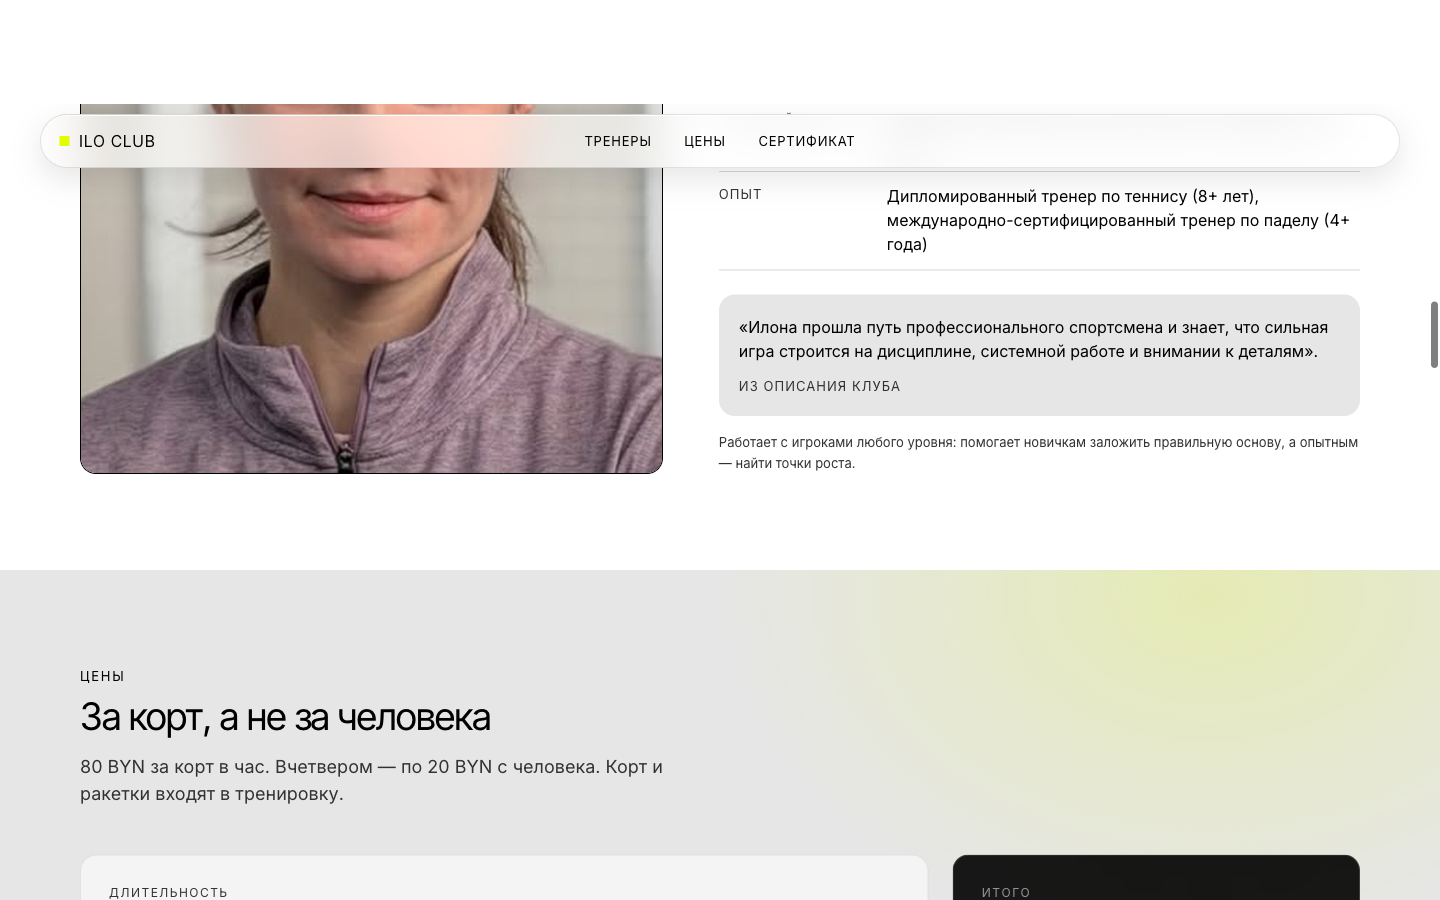 ILO CLUB
ТРЕНЕРЫ
ЦЕНЫ
СЕРТИФИКАТ
ОПЫТ
Дипломированный тренер по теннису (8+ лет),
международно-сертифицированный тренер по паделу (4+
года)
«Илона прошла путь профессионального спортсмена и знает, что сильная
игра строится на дисциплине, системной работе и внимании к деталям».
ИЗ ОПИСАНИЯ КЛУБА
Работает с игроками любого уровня: помогает новичкам заложить правильную основу, а опытным
— найти точки роста.
ЦЕНЫ
За корт, а не за человека
80 BYN за корт в час. Вчетвером — по 20 BYN с человека. Корт и
ракетки входят в тренировку.
ДЛИТЕЛЬНОСТЬ
ИТОГО